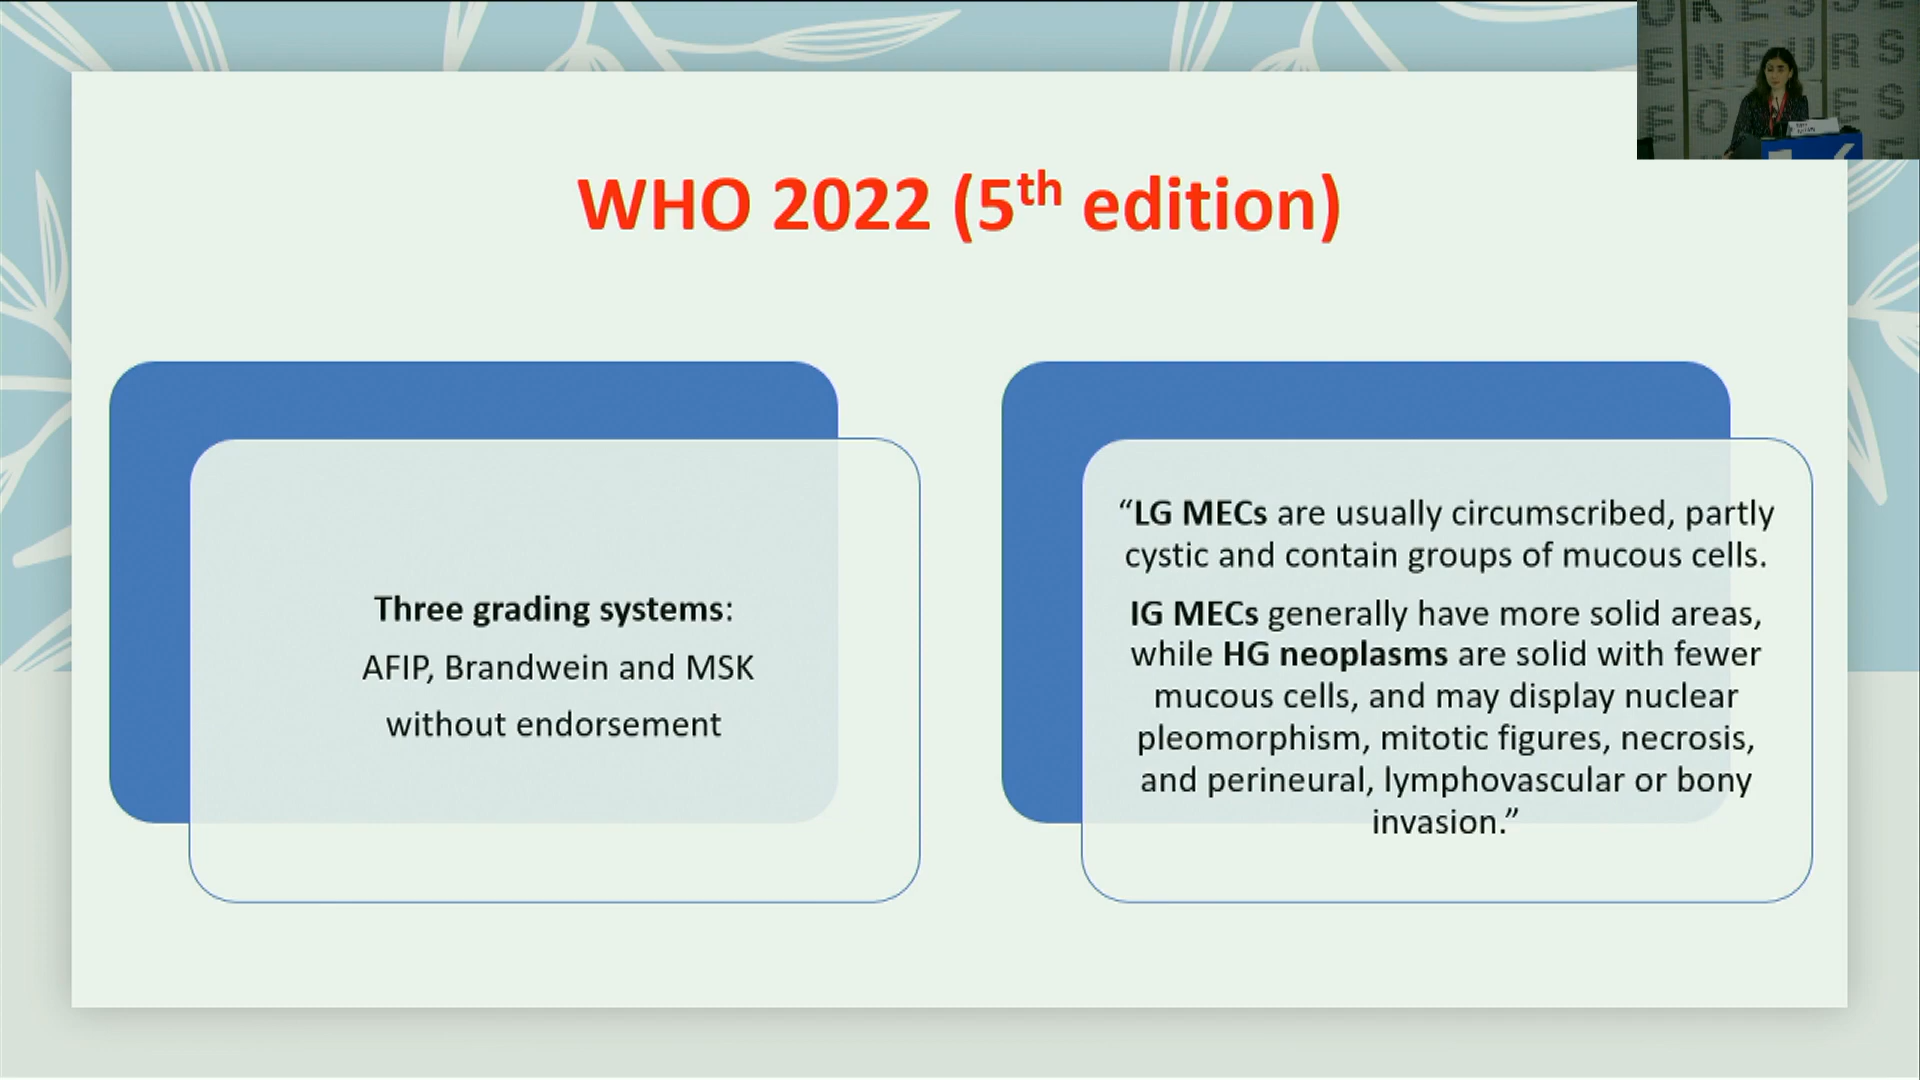 WHO 2022 (5th edition)
Three grading systems:
AFIP, Brandwein and MSK
without endorsement
“LG MECs are usually circumscribed, partly
cystic and contain groups of mucous cells.
IG MECs generally have more solid areas,
while HG neoplasms are solid with fewer
mucous cells, and may display nuclear
pleomorphism, mitotic figures, necrosis,
and perineural, lymphovascular or bony
invasion.”